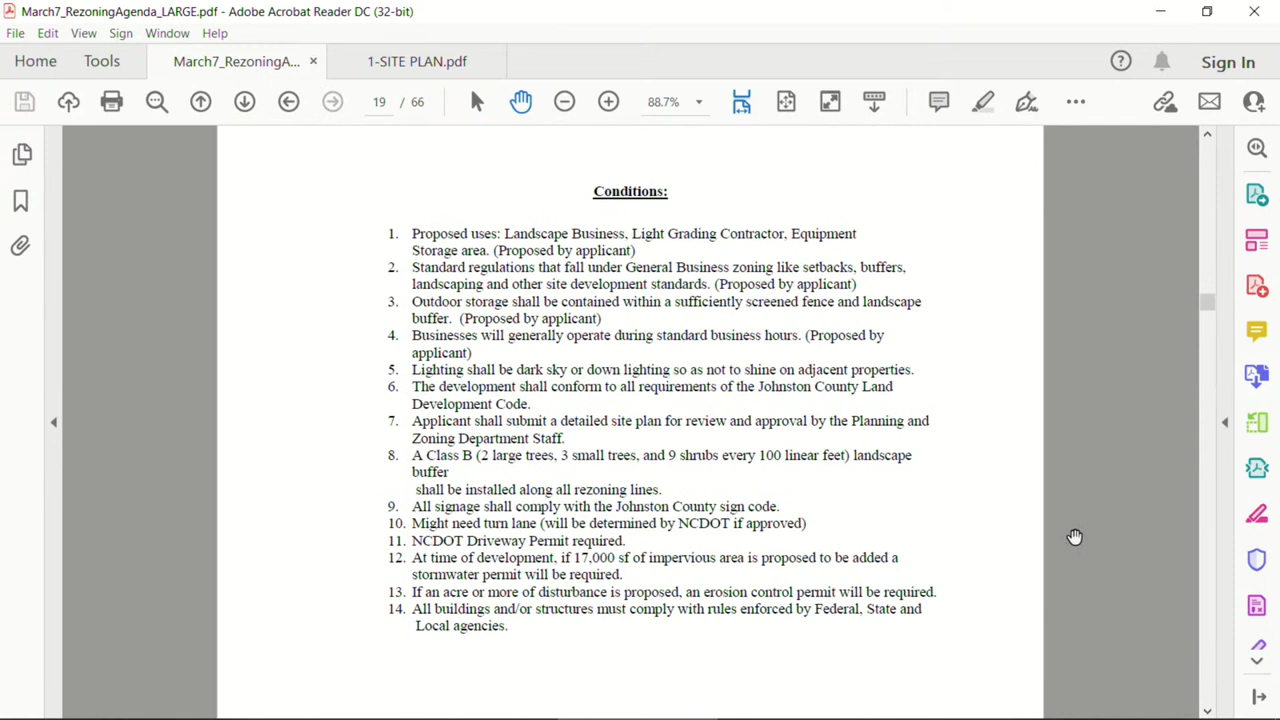 March7_RezoningAgenda_LARGE.pdf - Adobe Acrobat Reader DC (32-bit)
File Edit View Sign Window Help
Home Tools March7_RezoningA... × 1-SITE PLAN.pdf Sign In
19 / 66 88.7%
Conditions:
1. Proposed uses: Landscape Business, Light Grading Contractor, Equipment
Storage area. (Proposed by applicant)
2. Standard regulations that fall under General Business zoning like setbacks, buffers,
landscaping and other site development standards. (Proposed by applicant)
3. Outdoor storage shall be contained within a sufficiently screened fence and landscape
buffer. (Proposed by applicant)
4. Businesses will generally operate during standard business hours. (Proposed by
applicant)
5. Lighting shall be dark sky or down lighting so as not to shine on adjacent properties.
6. The development shall conform to all requirements of the Johnston County Land
Development Code.
7. Applicant shall submit a detailed site plan for review and approval by the Planning and
Zoning Department Staff.
8. A Class B (2 large trees, 3 small trees, and 9 shrubs every 100 linear feet) landscape
buffer
shall be installed along all rezoning lines.
9. All signage shall comply with the Johnston County sign code.
10. Might need turn lane (will be determined by NCDOT if approved)
11. NCDOT Driveway Permit required.
12. At time of development, if 17,000 sf of impervious area is proposed to be added a
stormwater permit will be required.
13. If an acre or more of disturbance is proposed, an erosion control permit will be required.
14. All buildings and/or structures must comply with rules enforced by Federal, State and
Local agencies.